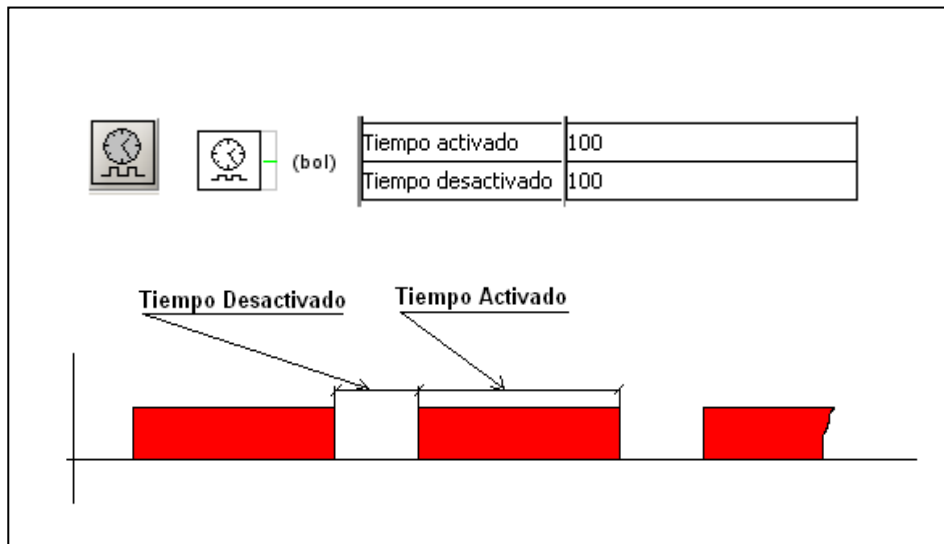 (bol)
Tiempo activado 100
Tiempo desactivado 100
Tiempo Desactivado
Tiempo Activado